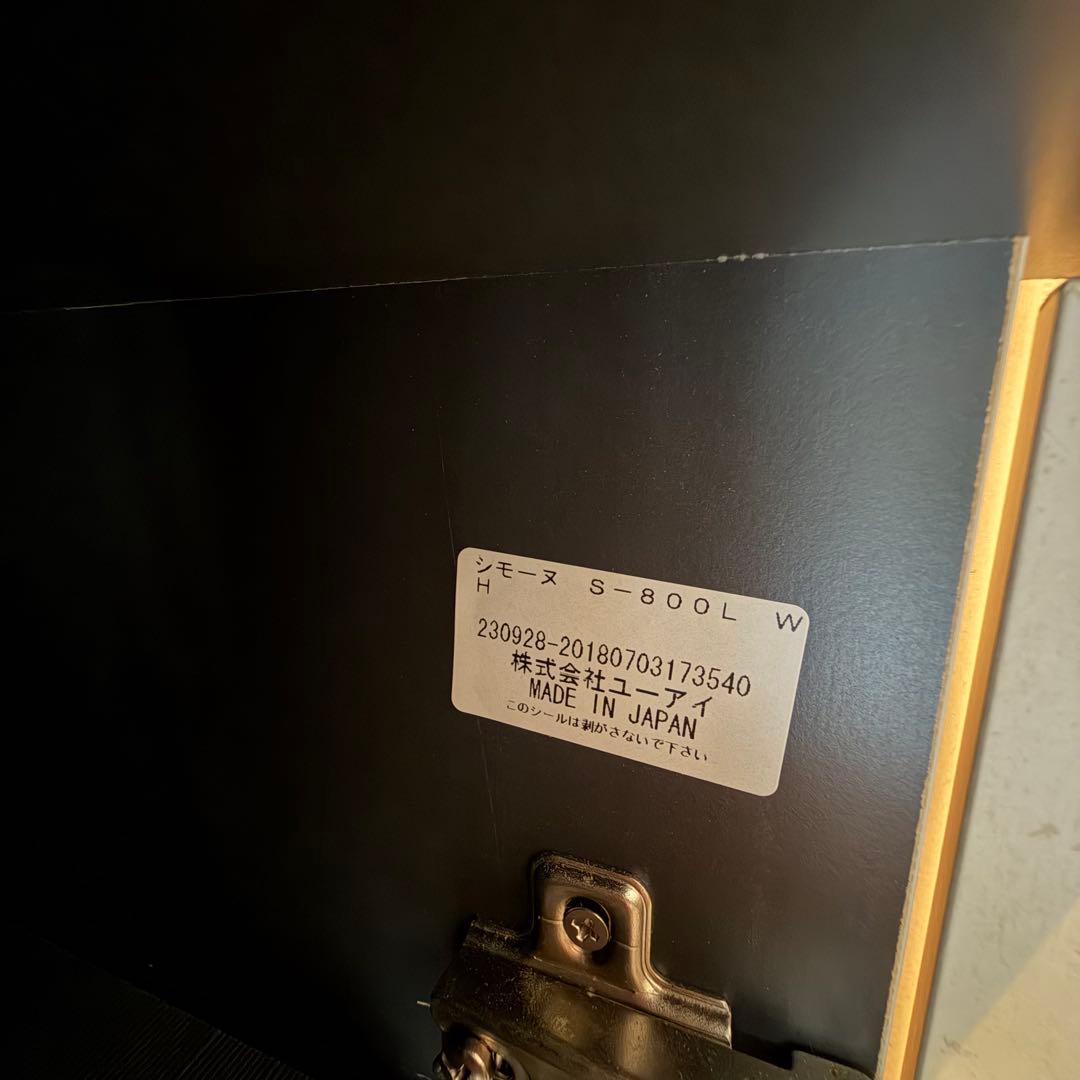 シモーヌ　Ｓ－８００Ｌ　Ｗ
Ｈ
230928-20180703173540
株式会社ユーアイ
MADE IN JAPAN
このシールは剥がさないで下さい